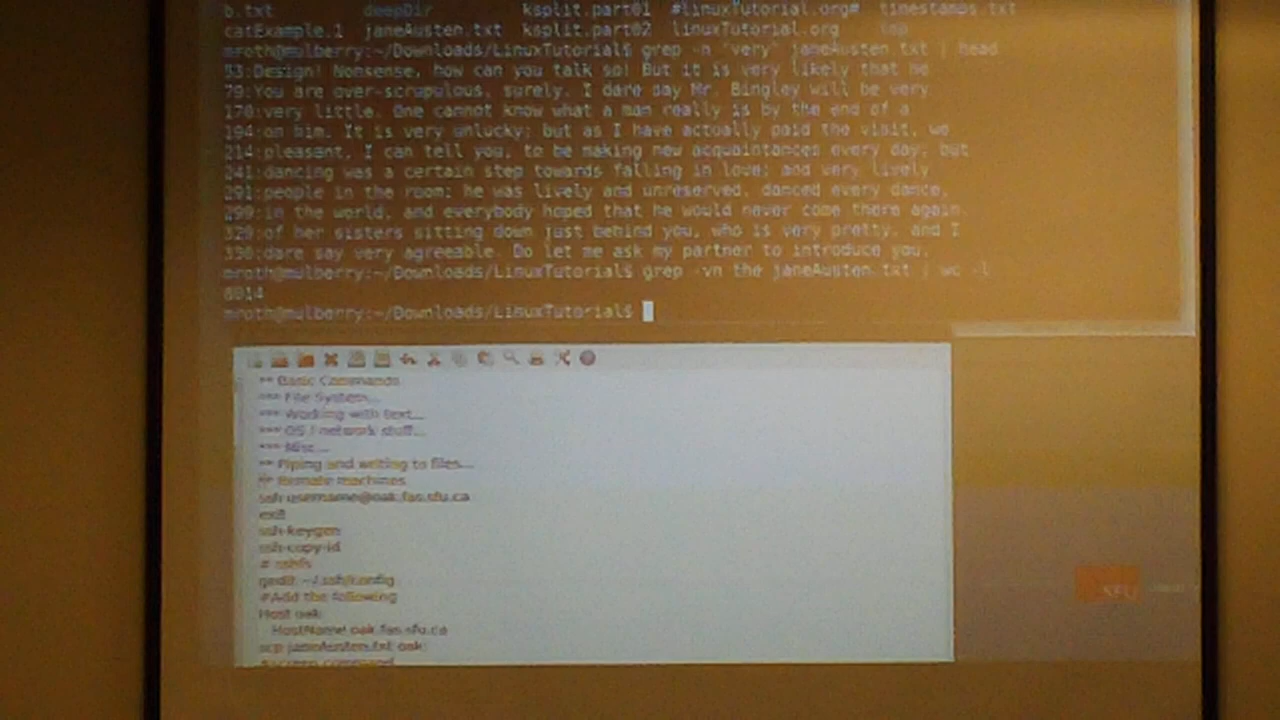 b.txt deepDir ksplit.part01 #linuxTutorial.org# timestamps.txt
catExample.1 janeAusten.txt ksplit.part02 linuxTutorial.org
mroth@mulberry:~/Downloads/LinuxTutorial$ grep -n "very" janeAusten.txt | head
53:Design! Nonsense, how can you talk so! But it is very likely that he
79:You are over-scrupulous, surely. I dare say Mr. Bingley will be very
170:very little. One cannot know what a man really is by the end of a
194:on him. It is very unlucky; but as I have actually paid the visit, we
214:pleasant, I can tell you, to be making new acquaintances every day; but
241:dancing was a certain step towards falling in love; and very lively
291:people in the room; he was lively and unreserved, danced every dance,
299:in the world, and everybody hoped that he would never come there again
329:of her sisters sitting down just behind you, who is very pretty, and I
330:dare say very agreeable. Do let me ask my partner to introduce you.
mroth@mulberry:~/Downloads/LinuxTutorial$ grep -vn the janeAusten.txt | wc -l
8014
mroth@mulberry:~/Downloads/LinuxTutorial$
** Basic Commands
*** File System...
*** Working with text...
*** OS / network stuff...
*** Misc...
** Piping and writing to files...
** Remote machines
ssh username@oak.fas.sfu.ca
exit
ssh-keygen
ssh-copy-id
# sshfs
gedit ~/.ssh/config
#Add the following
Host oak
HostName oak.fas.sfu.ca
scp janeAusten.txt oak:
#screen command
SFU